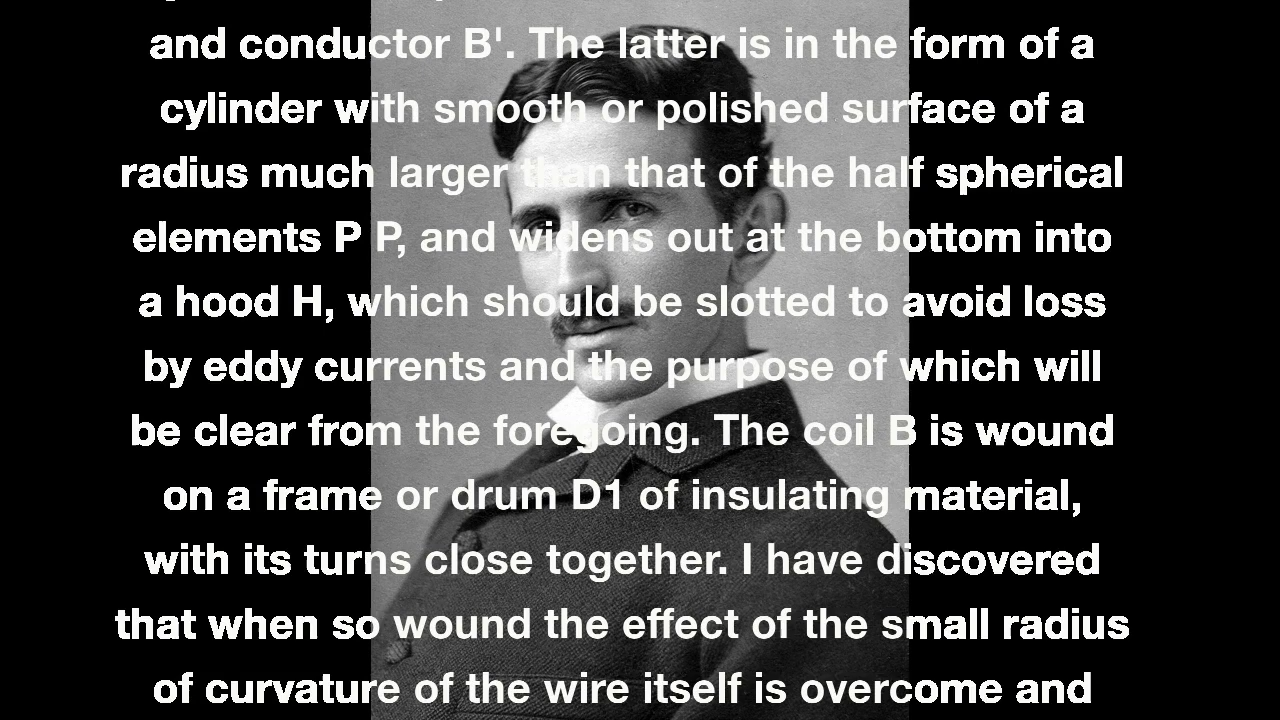 and conductor B'. The latter is in the form of a
cylinder with smooth or polished surface of a
radius much larger than that of the half spherical
elements P P, and widens out at the bottom into
a hood H, which should be slotted to avoid loss
by eddy currents and the purpose of which will
be clear from the foregoing. The coil B is wound
on a frame or drum D1 of insulating material,
with its turns close together. I have discovered
that when so wound the effect of the small radius
of curvature of the wire itself is overcome and